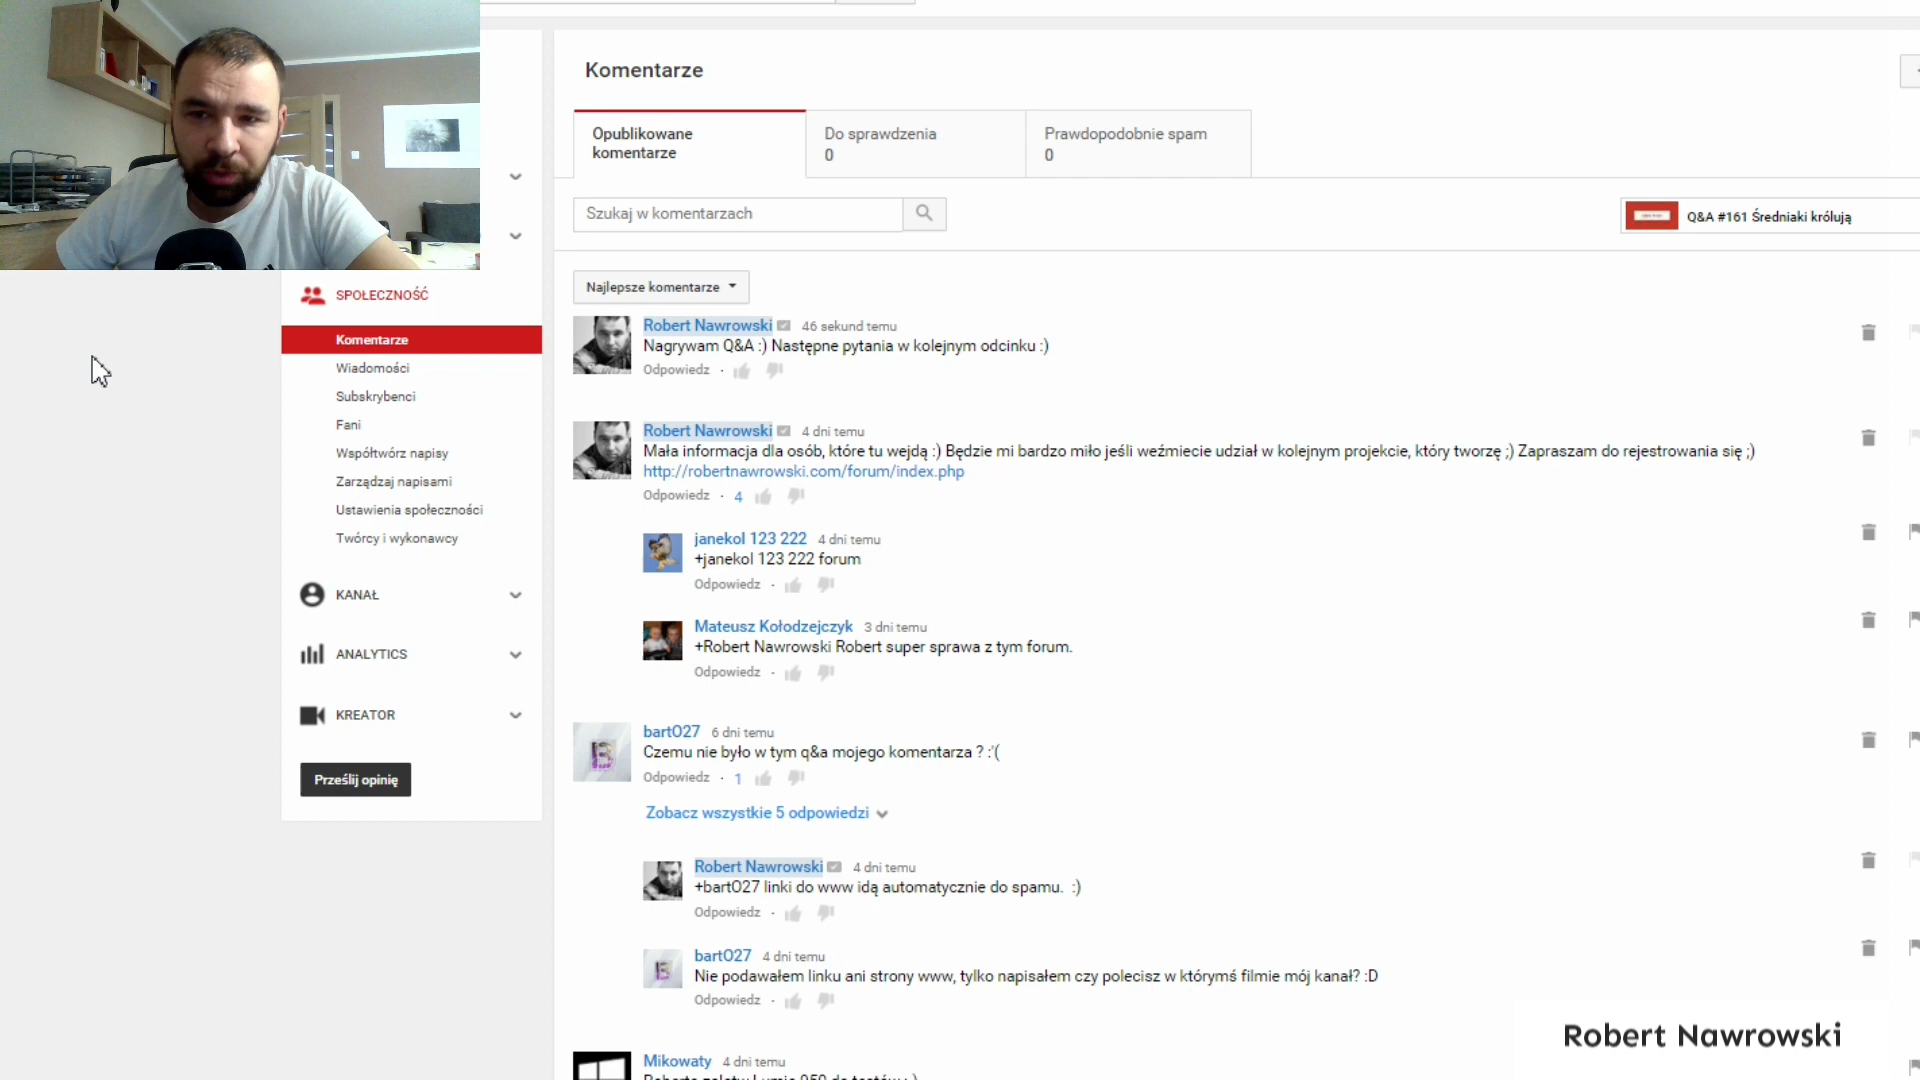 Komentarze
Opublikowane
komentarze
Do sprawdzenia
0
Prawdopodobnie spam
0
Szukaj w komentarzach
Q&A #161 Średniaki królują
Najlepsze komentarze
SPOŁECZNOŚĆ
Komentarze
Wiadomości
Subskrybenci
Fani
Współtwórz napisy
Zarządzaj napisami
Ustawienia społeczności
Twórcy i wykonawcy
KANAŁ
ANALYTICS
KREATOR
Prześlij opinię
Robert Nawrowski 46 sekund temu
Nagrywam Q&A :) Następne pytania w kolejnym odcinku :)
Odpowiedz ·
Robert Nawrowski 4 dni temu
Mała informacja dla osób, które tu wejdą :) Będzie mi bardzo miło jeśli weźmiecie udział w kolejnym projekcie, który tworzę ;) Zapraszam do rejestrowania się ;)
http://robertnawrowski.com/forum/index.php
Odpowiedz · 4
janekol 123 222 4 dni temu
+janekol 123 222 forum
Odpowiedz ·
Mateusz Kołodzejczyk 3 dni temu
+Robert Nawrowski Robert super sprawa z tym forum.
Odpowiedz ·
bartO27 6 dni temu
Czemu nie było w tym q&a mojego komentarza ? :'(
Odpowiedz · 1
Zobacz wszystkie 5 odpowiedzi
Robert Nawrowski 4 dni temu
+bartO27 linki do www idą automatycznie do spamu. :)
Odpowiedz ·
bartO27 4 dni temu
Nie podawałem linku ani strony www, tylko napisałem czy polecisz w którymś filmie mój kanał? :D
Odpowiedz ·
Mikowaty 4 dni temu
Robert Nawrowski